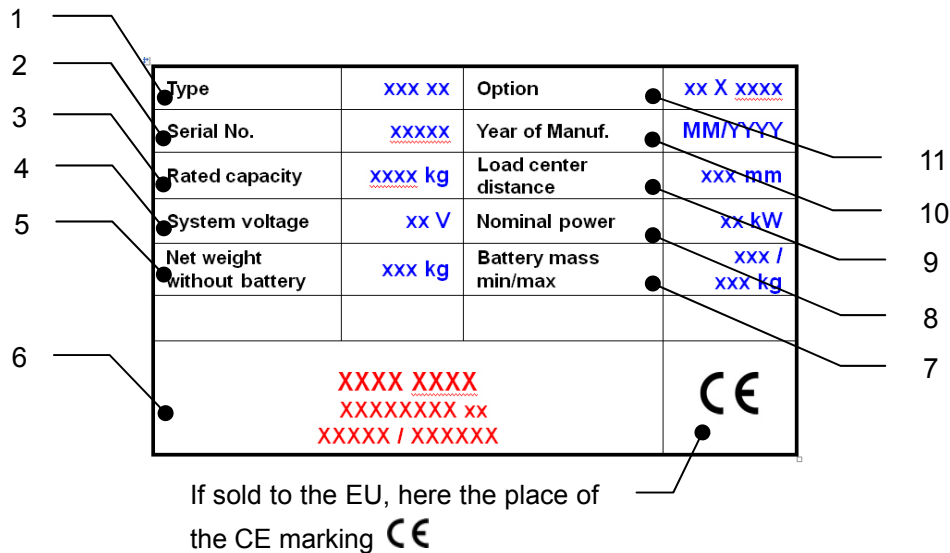 1
2
3
4
5
6
Type xxx xx Option xx X xxxx
Serial No. xxxxx Year of Manuf. MM/YYYY
Rated capacity xxxx kg Load center
distance xxx mm
System voltage xx V Nominal power xx kW
Net weight
without battery xxx kg Battery mass
min/max xxx /
xxx kg
XXXX XXXX
XXXXXXXX xx
XXXXX / XXXXXX
CE
11
10
9
8
7
If sold to the EU, here the place of
the CE marking CE